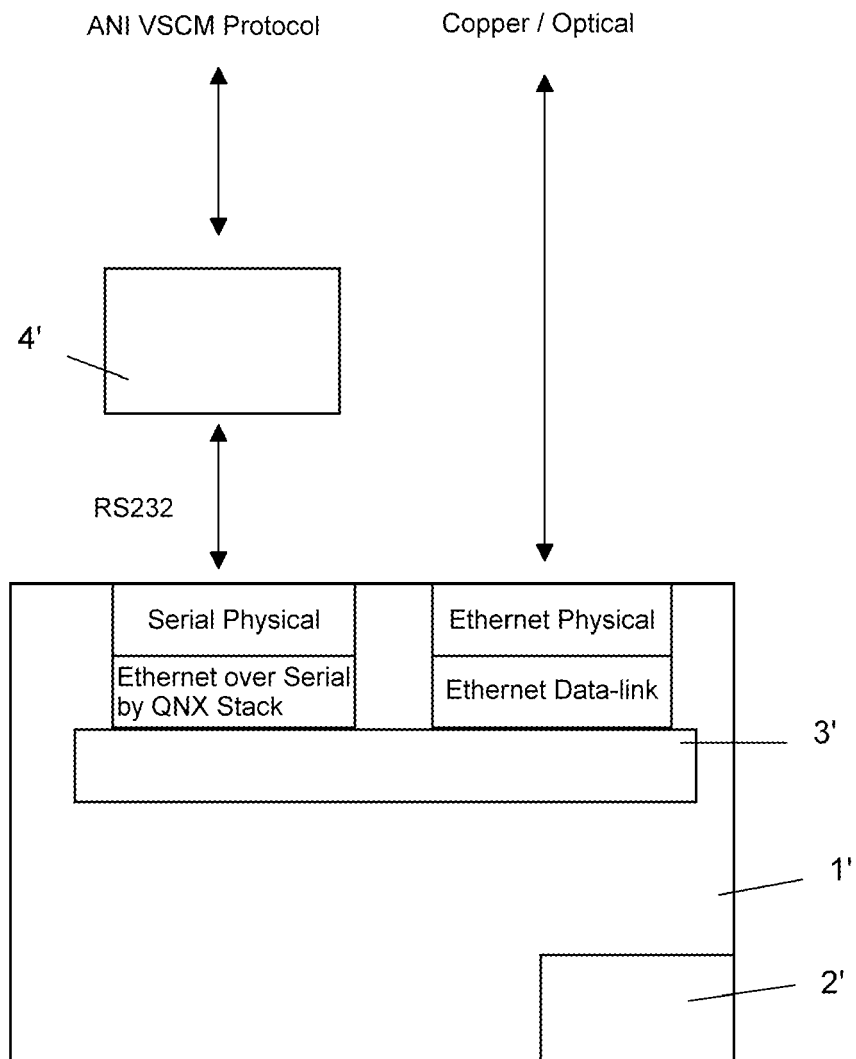 ANI VSCM Protocol
Copper / Optical
4'
RS232
Serial Physical
Ethernet Physical
Ethernet over Serial
by QNX Stack
Ethernet Data-link
3'
1'
2'